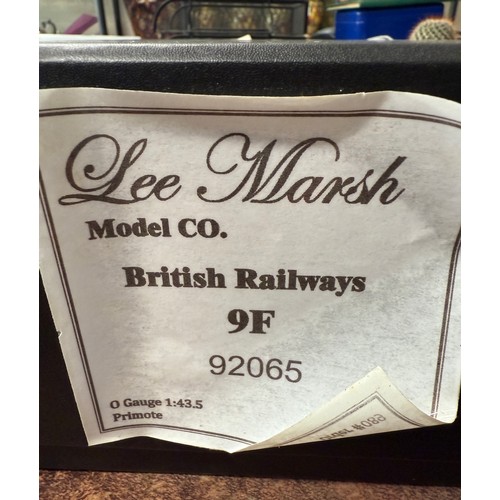 Lee Marsh
Model CO.
British Railways
9F
92065
O Gauge 1:43.5
Primote